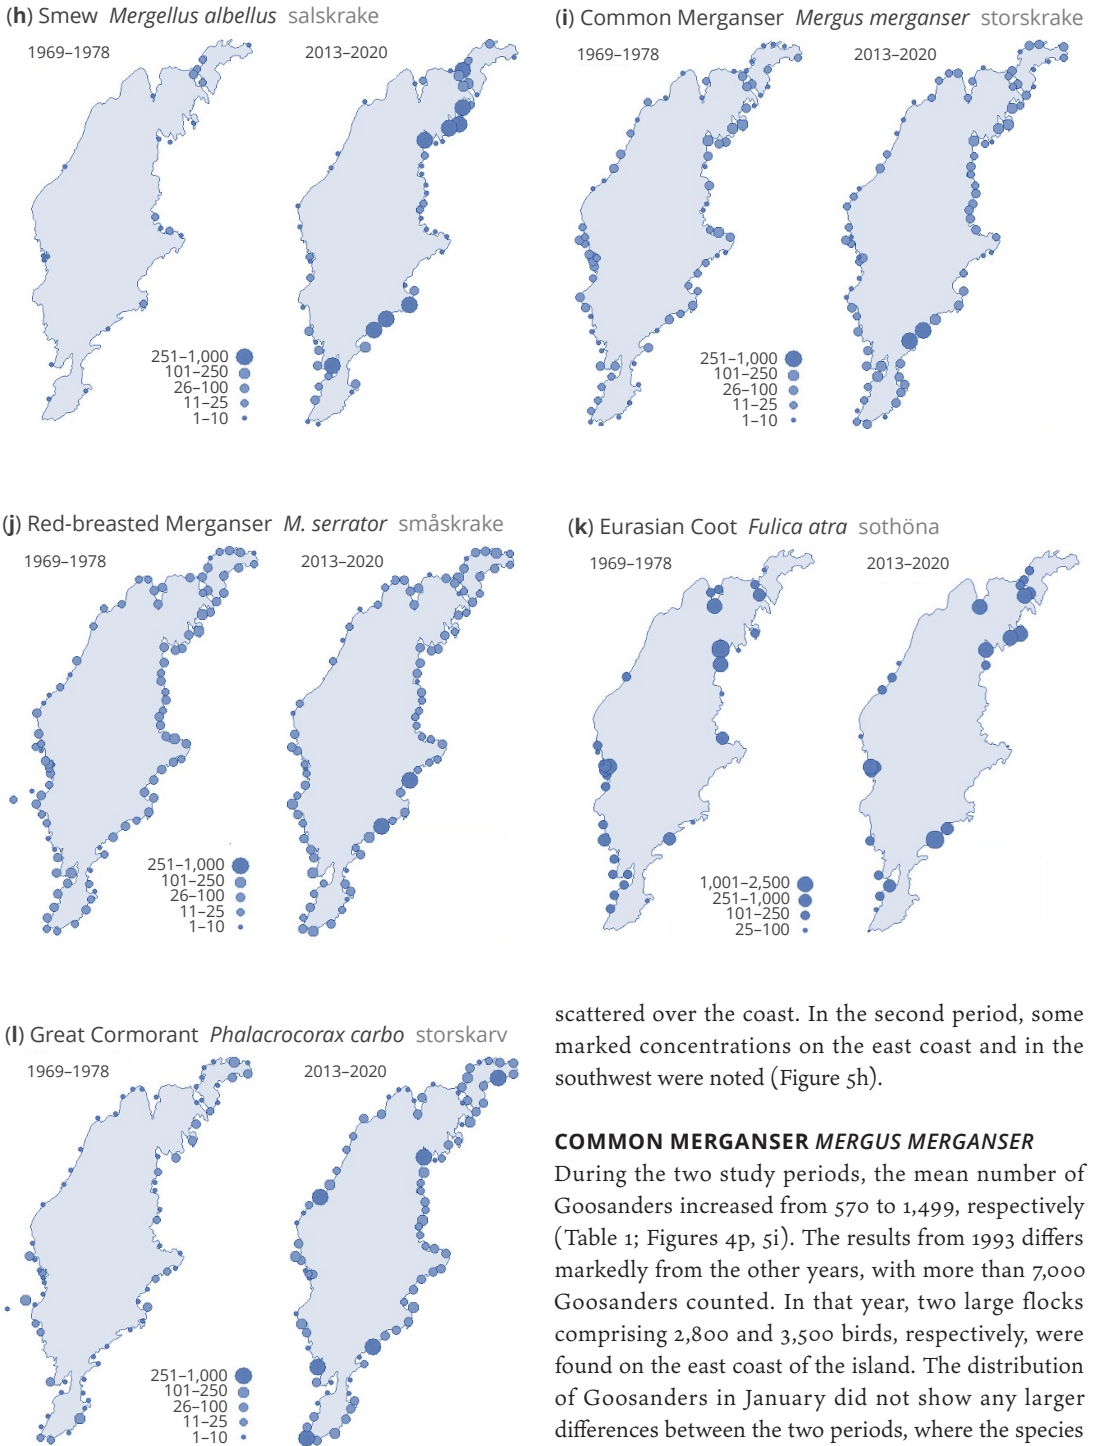 (h) Smew Mergellus albellus salskrake
1969–1978
2013–2020
251–1,000
101–250
26–100
11–25
1–10
(i) Common Merganser Mergus merganser storskrake
1969–1978
2013–2020
251–1,000
101–250
26–100
11–25
1–10
(j) Red-breasted Merganser M. serrator småskrake
1969–1978
2013–2020
251–1,000
101–250
26–100
11–25
1–10
(k) Eurasian Coot Fulica atra sothöna
1969–1978
2013–2020
1,001–2,500
251–1,000
101–250
25–100
(l) Great Cormorant Phalacrocorax carbo storskarv
1969–1978
2013–2020
251–1,000
101–250
26–100
11–25
1–10
scattered over the coast. In the second period, some
marked concentrations on the east coast and in the
southwest were noted (Figure 5h).
COMMON MERGANSER MERGUS MERGANSER
During the two study periods, the mean number of
Goosanders increased from 570 to 1,499, respectively
(Table 1; Figures 4p, 5i). The results from 1993 differs
markedly from the other years, with more than 7,000
Goosanders counted. In that year, two large flocks
comprising 2,800 and 3,500 birds, respectively, were
found on the east coast of the island. The distribution
of Goosanders in January did not show any larger
differences between the two periods, where the species